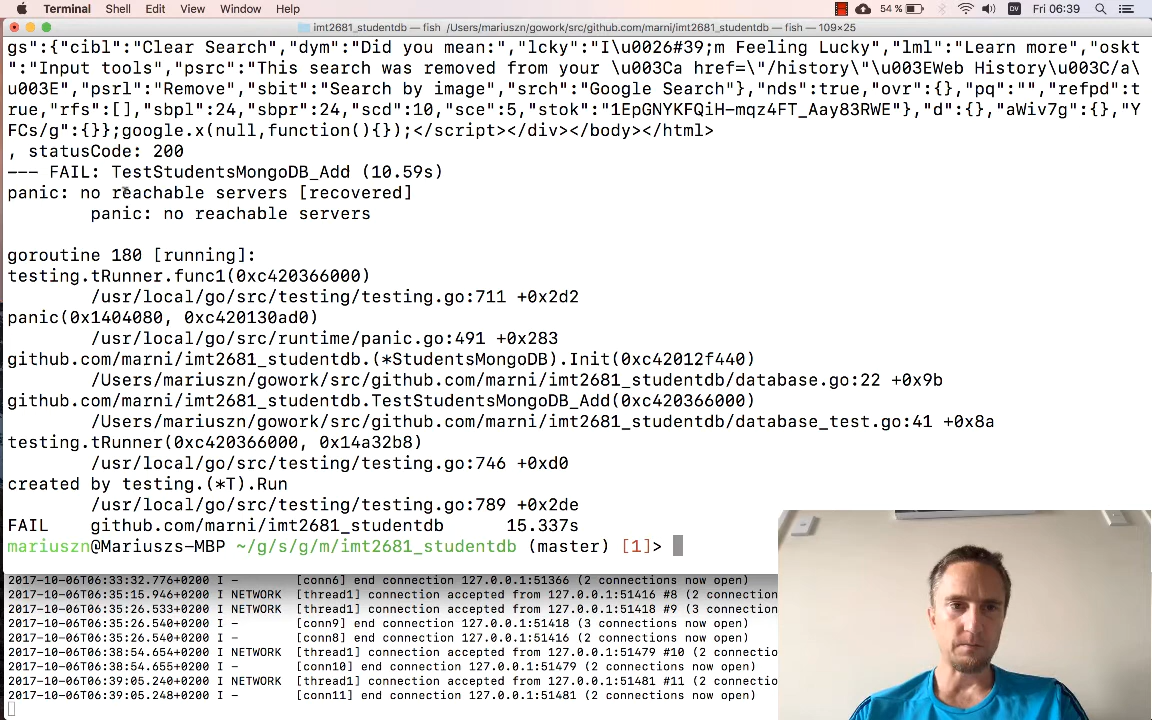 Terminal Shell Edit View Window Help 54 % DV Fri 06:39
imt2681_studentdb — fish /Users/mariuszn/gowork/src/github.com/marni/imt2681_studentdb — fish — 109×25
gs":{"cibl":"Clear Search","dym":"Did you mean:","lcky":"I\u0026#39;m Feeling Lucky","lml":"Learn more","oskt
":"Input tools","psrc":"This search was removed from your \u003Ca href=\"/history\"\u003EWeb History\u003C/a\
u003E","psrl":"Remove","sbit":"Search by image","srch":"Google Search"},"nds":true,"ovr":{},"pq":"","refpd":t
rue,"rfs":[],"sbpl":24,"sbpr":24,"scd":10,"sce":5,"stok":"1EpGNYKFQiH-mqz4FT_Aay83RWE"},"d":{},"aWiv7g":{},"Y
FCs/g":{}};google.x(null,function(){});</script></div></body></html>
, statusCode: 200
--- FAIL: TestStudentsMongoDB_Add (10.59s)
panic: no reachable servers [recovered]
panic: no reachable servers
goroutine 180 [running]:
testing.tRunner.func1(0xc420366000)
/usr/local/go/src/testing/testing.go:711 +0x2d2
panic(0x1404080, 0xc420130ad0)
/usr/local/go/src/runtime/panic.go:491 +0x283
github.com/marni/imt2681_studentdb.(*StudentsMongoDB).Init(0xc42012f440)
/Users/mariuszn/gowork/src/github.com/marni/imt2681_studentdb/database.go:22 +0x9b
github.com/marni/imt2681_studentdb.TestStudentsMongoDB_Add(0xc420366000)
/Users/mariuszn/gowork/src/github.com/marni/imt2681_studentdb/database_test.go:41 +0x8a
testing.tRunner(0xc420366000, 0x14a32b8)
/usr/local/go/src/testing/testing.go:746 +0xd0
created by testing.(*T).Run
/usr/local/go/src/testing/testing.go:789 +0x2de
FAIL github.com/marni/imt2681_studentdb 15.337s
mariuszn@Mariuszs-MBP ~/g/s/g/m/imt2681_studentdb (master) [1]>
2017-10-06T06:33:32.776+0200 I - [conn6] end connection 127.0.0.1:51366 (2 connections now open)
2017-10-06T06:35:15.946+0200 I NETWORK [thread1] connection accepted from 127.0.0.1:51416 #8 (2 connection
2017-10-06T06:35:26.533+0200 I NETWORK [thread1] connection accepted from 127.0.0.1:51418 #9 (3 connection
2017-10-06T06:35:26.540+0200 I - [conn9] end connection 127.0.0.1:51418 (3 connections now open)
2017-10-06T06:35:26.540+0200 I - [conn8] end connection 127.0.0.1:51416 (2 connections now open)
2017-10-06T06:38:54.654+0200 I NETWORK [thread1] connection accepted from 127.0.0.1:51479 #10 (2 connectio
2017-10-06T06:38:54.655+0200 I - [conn10] end connection 127.0.0.1:51479 (2 connections now open)
2017-10-06T06:39:05.240+0200 I NETWORK [thread1] connection accepted from 127.0.0.1:51481 #11 (2 connectio
2017-10-06T06:39:05.248+0200 I - [conn11] end connection 127.0.0.1:51481 (2 connections now open)